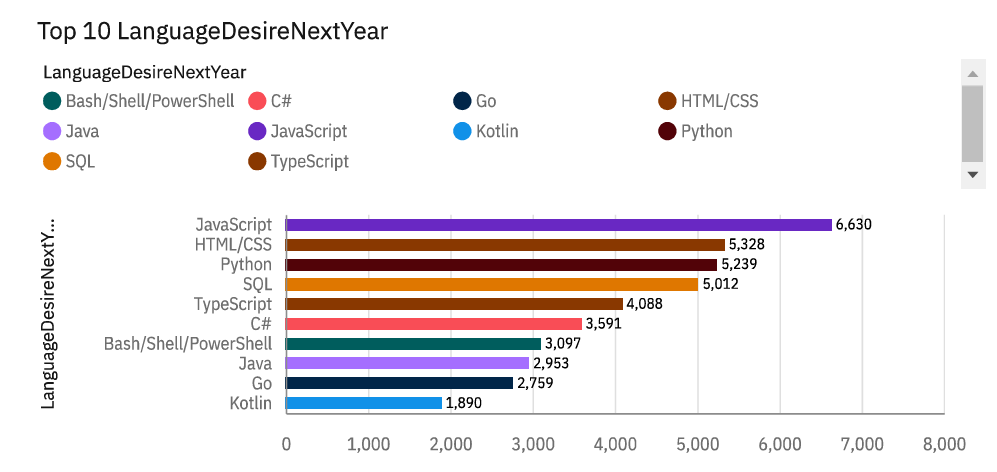 Top 10 LanguageDesireNextYear
LanguageDesireNextYear
Bash/Shell/PowerShell C# Go HTML/CSS
Java JavaScript Kotlin Python
SQL TypeScript
LanguageDesireNextY...
JavaScript 6,630
HTML/CSS 5,328
Python 5,239
SQL 5,012
TypeScript 4,088
C# 3,591
Bash/Shell/PowerShell 3,097
Java 2,953
Go 2,759
Kotlin 1,890
0 1,000 2,000 3,000 4,000 5,000 6,000 7,000 8,000